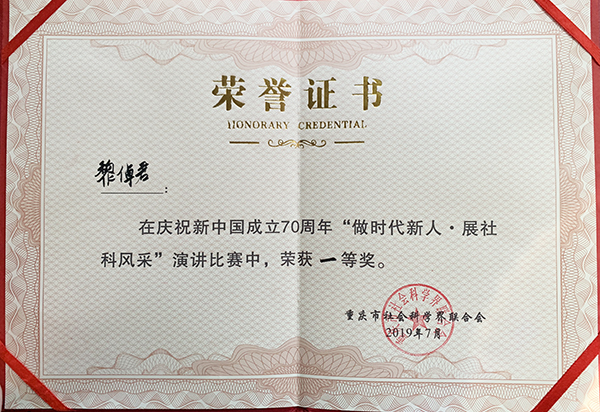 荣誉证书
HONORARY CREDENTIAL
黎倬君:
在庆祝新中国成立70周年“做时代新人·展社
科风采”演讲比赛中,荣获一等奖。
重庆市社会科学界联合会
2019年7月